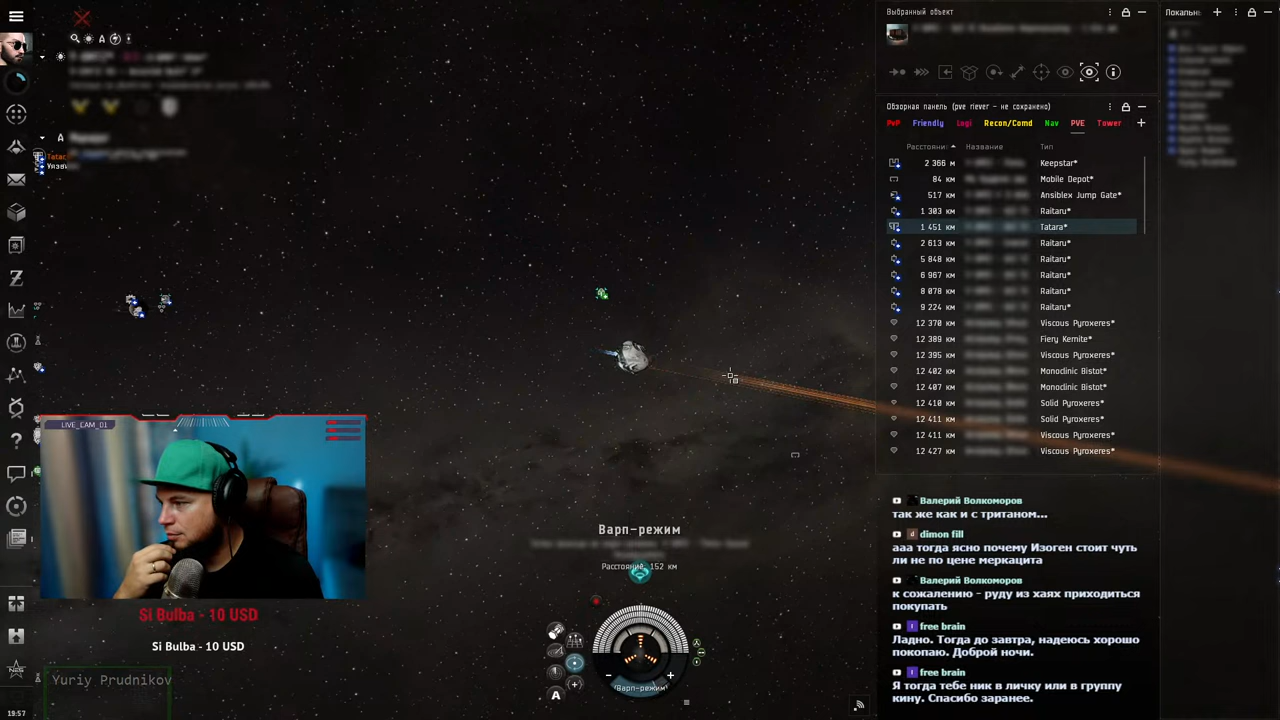 Выбранный объект
Локальн
Обзорная панель (pve riever - не сохранено)
PvP Friendly Logi Recon/Comd Nav PVE Tower
Расстояни Название Тип
2 366 м Keepstar*
84 км Mobile Depot*
517 км Ansiblex Jump Gate*
1 303 км Raitaru*
1 451 км Tatara*
2 613 км Raitaru*
5 848 км Raitaru*
6 967 км Raitaru*
8 078 км Raitaru*
9 224 км Raitaru*
12 370 км Viscous Pyroxeres*
12 389 км Fiery Kernite*
12 395 км Viscous Pyroxeres*
12 402 км Monoclinic Bistot*
12 407 км Monoclinic Bistot*
12 410 км Solid Pyroxeres*
12 411 км Solid Pyroxeres*
12 411 км Viscous Pyroxeres*
12 427 км Viscous Pyroxeres*
LIVE_CAM_01
Si Bulba - 10 USD
Si Bulba - 10 USD
Yuriy Prudnikov
19:57
Варп-режим
Расстояние: 152 км
Варп-режим
Валерий Волкоморов
так же как и с тританом...
dimon fill
ааа тогда ясно почему Изоген стоит чуть
ли не по цене меркацита
Валерий Волкоморов
к сожалению - руду из хаях приходиться
покупать
free brain
Ладно. Тогда до завтра, надеюсь хорошо
покопаю. Доброй ночи.
free brain
Я тогда тебе ник в личку или в группу
кину. Спасибо заранее.